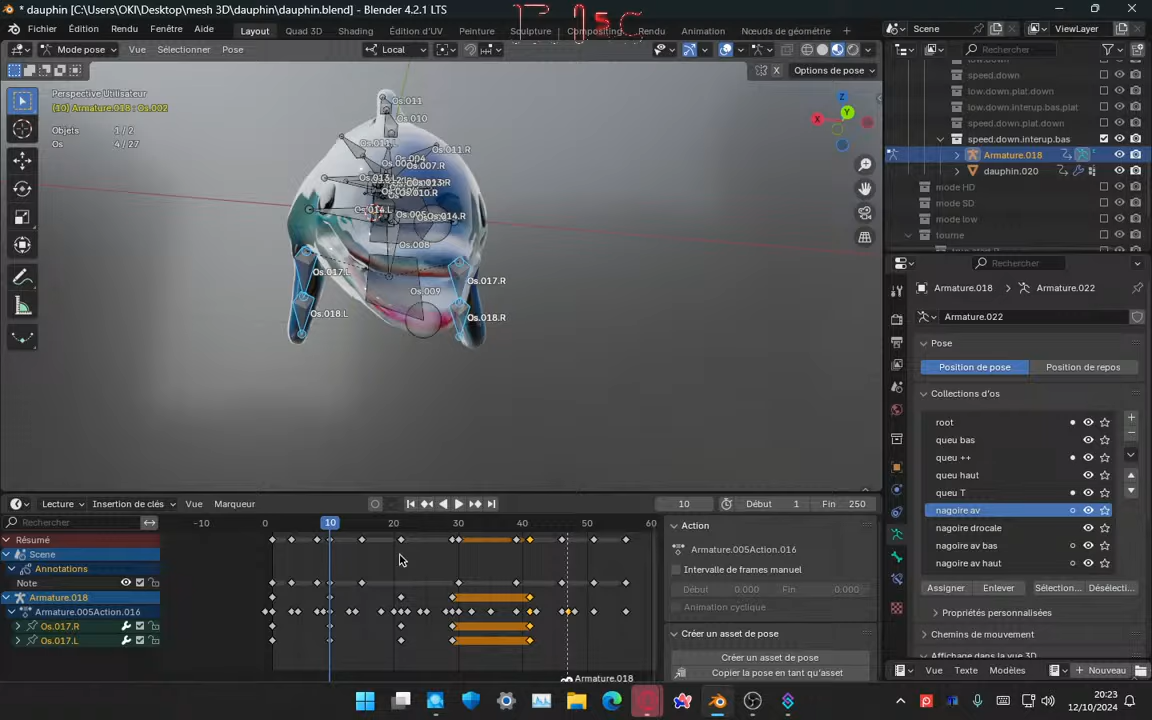 * dauphin [C:\Users\OKI\Desktop\mesh 3D\dauphin\dauphin.blend] - Blender 4.2.1 LTS
Fichier Édition Rendu Fenêtre Aide Layout Quad 3D Shading Édition d'UV Peinture Sculpture Compositing Rendu Animation Nœuds de géométrie Scene ViewLayer
Mode pose Vue Sélectionner Pose Local Rechercher
X Options de pose
Perspective Utilisateur
(10) Armature.018 : Os.002
Objets 1/2
Os 4/27
Os.011
Os.010
Os.011.R
Os.007.R
Os.013.L
Os.014.L
Os.014.R
Os.008
Os.017.L
Os.017.R
Os.009
Os.018.L
Os.018.R
Z
Y
X
low.down
speed.down
low.down.plat.down
low.down.interup.bas.plat
speed.down.plat.down
speed.down.interup.bas
Armature.018
dauphin.020
mode HD
mode SD
mode low
tourne
Rechercher
Armature.018 Armature.022
Armature.022
Pose
Position de pose Position de repos
Collections d'os
root
queu bas
queu ++
queu haut
queu T
nagoire av
nagoire drocale
nagoire av bas
nagoire av haut
Assigner Enlever Sélection... Désélecti...
Propriétés personnalisées
Chemins de mouvement
Affichage dans la vue 3D
Vue Texte Modèles Nouveau
Lecture Insertion de clés Vue Marqueur 10 Début 1 Fin 250
Rechercher -10 0 10 20 30 40 50 60
Résumé
Scene
Annotations
Note
Armature.018
Armature.005Action.016
Os.017.R
Os.017.L
Armature.018
Action
Armature.005Action.016
Intervalle de frames manuel
Début 0.000 Fin 0.000
Animation cyclique
Créer un asset de pose
Créer un asset de pose
Copier la pose en tant qu'asset
20:23
12/10/2024